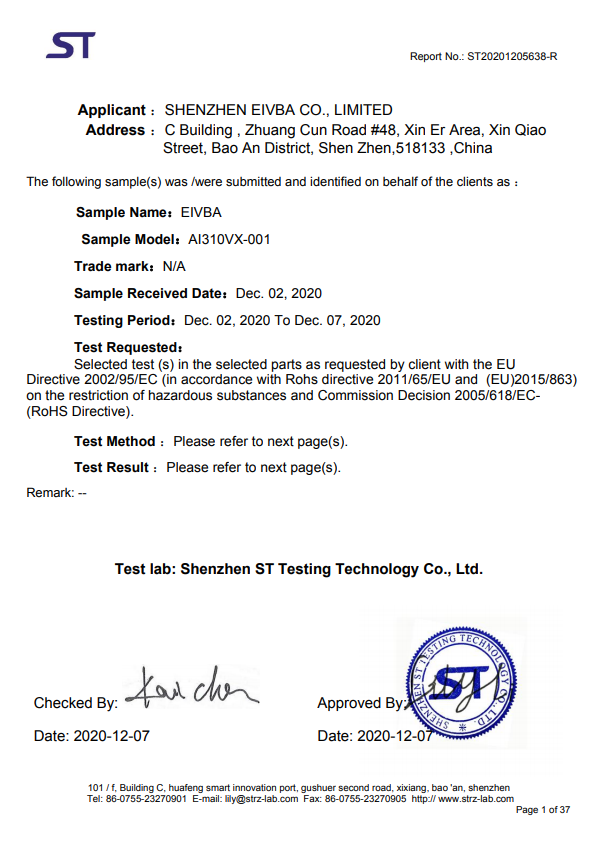 ST
Report No.: ST20201205638-R
Applicant：SHENZHEN EIVBA CO., LIMITED
Address：C Building , Zhuang Cun Road #48, Xin Er Area, Xin Qiao
Street, Bao An District, Shen Zhen,518133 ,China
The following sample(s) was /were submitted and identified on behalf of the clients as：
Sample Name：EIVBA
Sample Model：AI310VX-001
Trade mark：N/A
Sample Received Date：Dec. 02, 2020
Testing Period：Dec. 02, 2020 To Dec. 07, 2020
Test Requested：
Selected test (s) in the selected parts as requested by client with the EU
Directive 2002/95/EC (in accordance with Rohs directive 2011/65/EU and (EU)2015/863)
on the restriction of hazardous substances and Commission Decision 2005/618/EC-
(RoHS Directive).
Test Method：Please refer to next page(s).
Test Result：Please refer to next page(s).
Remark: --
Test lab: Shenzhen ST Testing Technology Co., Ltd.
SHENZHEN ST TESTING TECHNOLOGY CO., LTD.
ST
Checked By:
Approved By:
Date: 2020-12-07
Date: 2020-12-07
101 / f, Building C, huafeng smart innovation port, gushuer second road, xixiang, bao 'an, shenzhen
Tel: 86-0755-23270901 E-mail: lily@strz-lab.com Fax: 86-0755-23270905 http:// www.strz-lab.com
Page 1 of 37